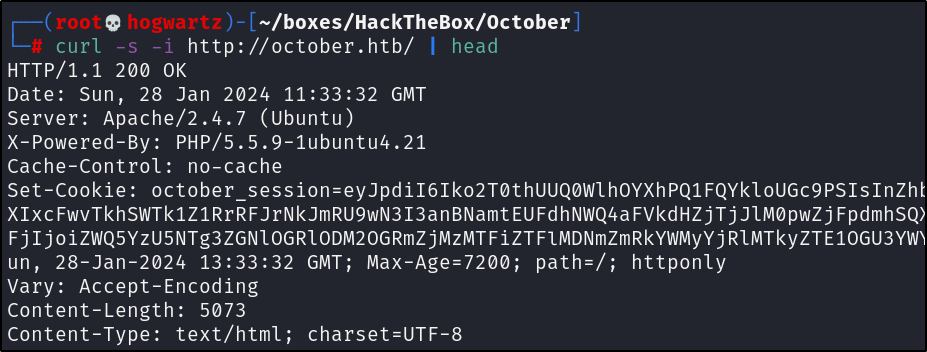 ┌──(root💀hogwartz)-[~/boxes/HackTheBox/October]
└─# curl -s -i http://october.htb/ | head
HTTP/1.1 200 OK
Date: Sun, 28 Jan 2024 11:33:32 GMT
Server: Apache/2.4.7 (Ubuntu)
X-Powered-By: PHP/5.5.9-1ubuntu4.21
Cache-Control: no-cache
Set-Cookie: october_session=eyJpdiI6Iko2T0thUUQ0WlhOYXhPQ1FQYkloUGc9PSIsInZhb
XIxcFwvTkhSWTk1Z1RrRFJrNkJmRU9wN3I3anBNamtEUFdhNWQ4aFVkdHZjTjJlM0pwZjFpdmhSQX
FjIjoiZWQ5YzU5NTg3ZGNlOGRlODM2OGRmZjMzMTFiZTFlMDNmZmRkYWMyYjRlMTkyZTE1OGU3YWY
un, 28-Jan-2024 13:33:32 GMT; Max-Age=7200; path=/; httponly
Vary: Accept-Encoding
Content-Length: 5073
Content-Type: text/html; charset=UTF-8